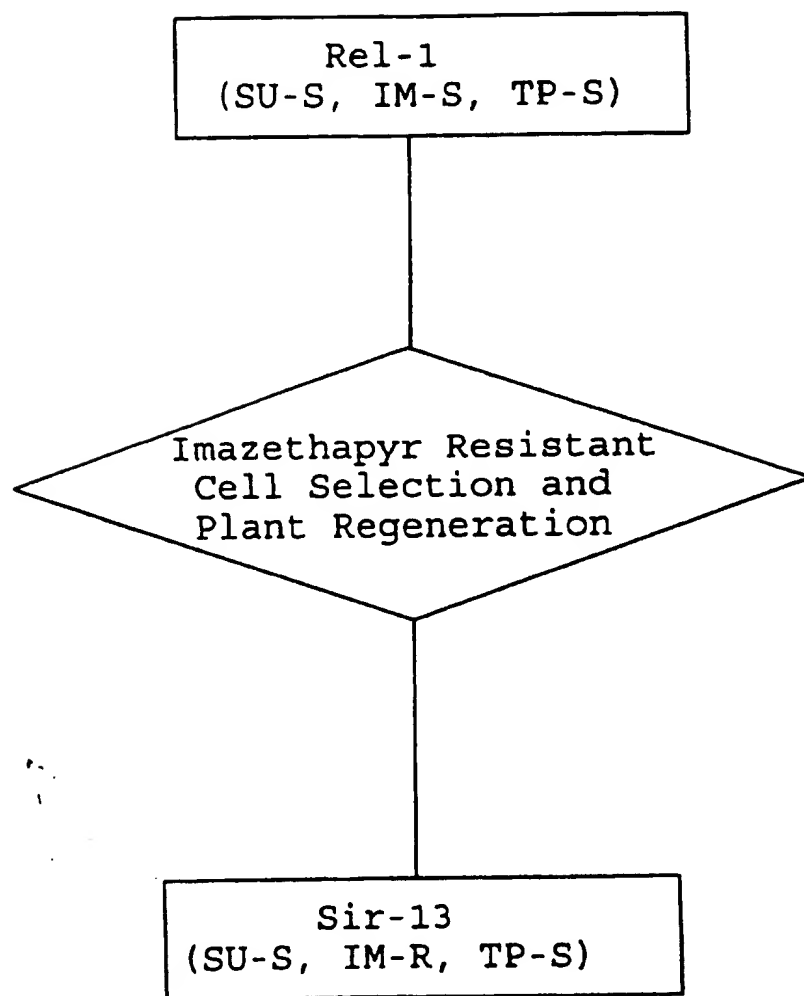 Rel-1
(SU-S, IM-S, TP-S)
Imazethapyr Resistant
Cell Selection and
Plant Regeneration
Sir-13
(SU-S, IM-R, TP-S)